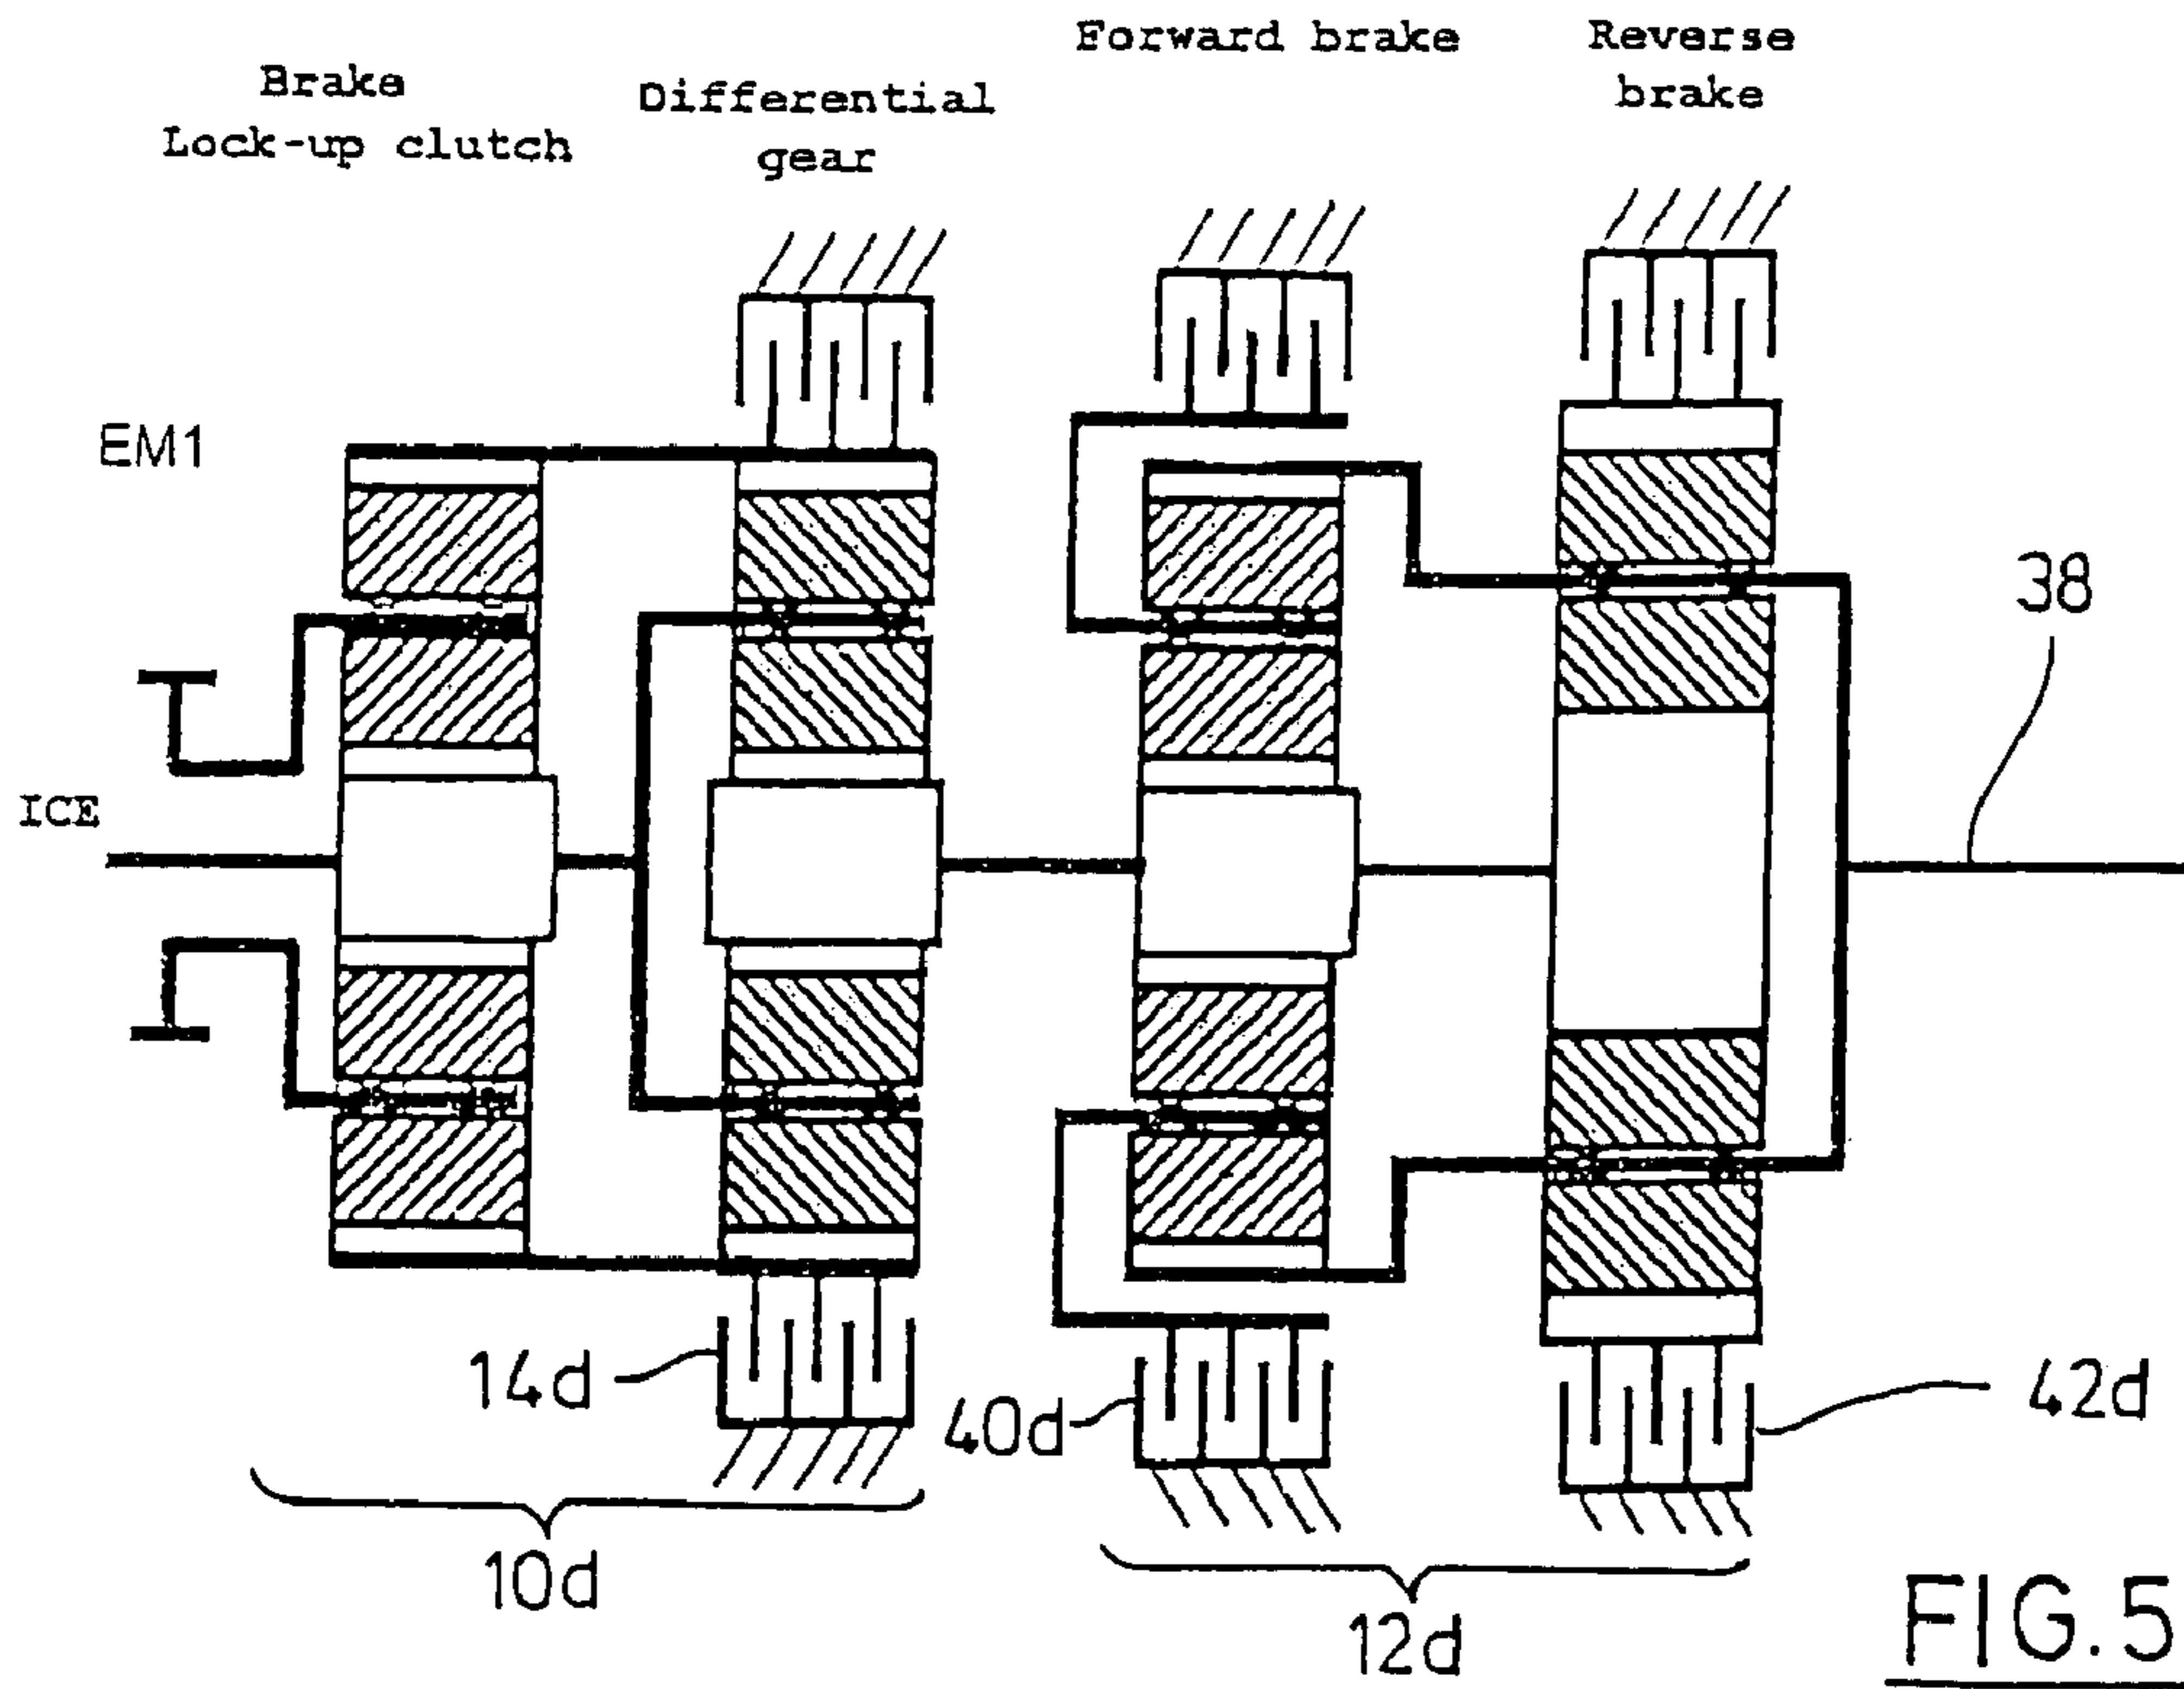 Brake
Lock-up clutch
Differential
gear
Forward brake
Reverse
brake
EM1
ICE
38
14d
40d
42d
10d
12d
FIG.5